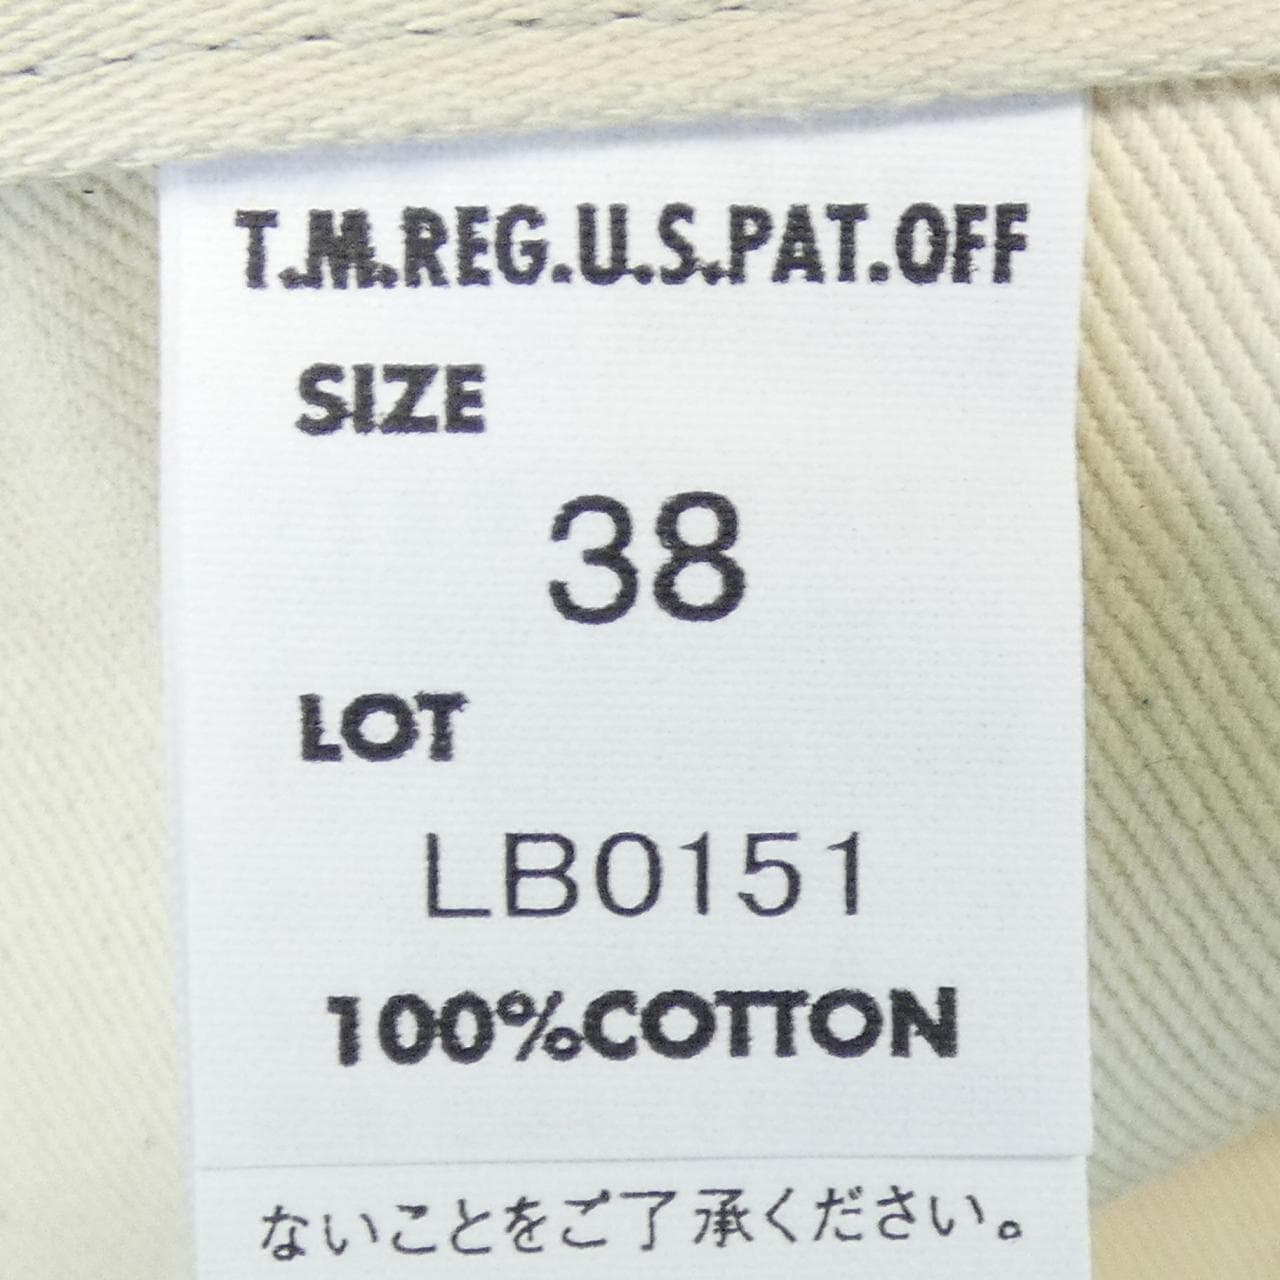 T.M.REG.U.S.PAT.OFF
SIZE
38
LOT
LB0151
100%COTTON
ないことをご了承ください。